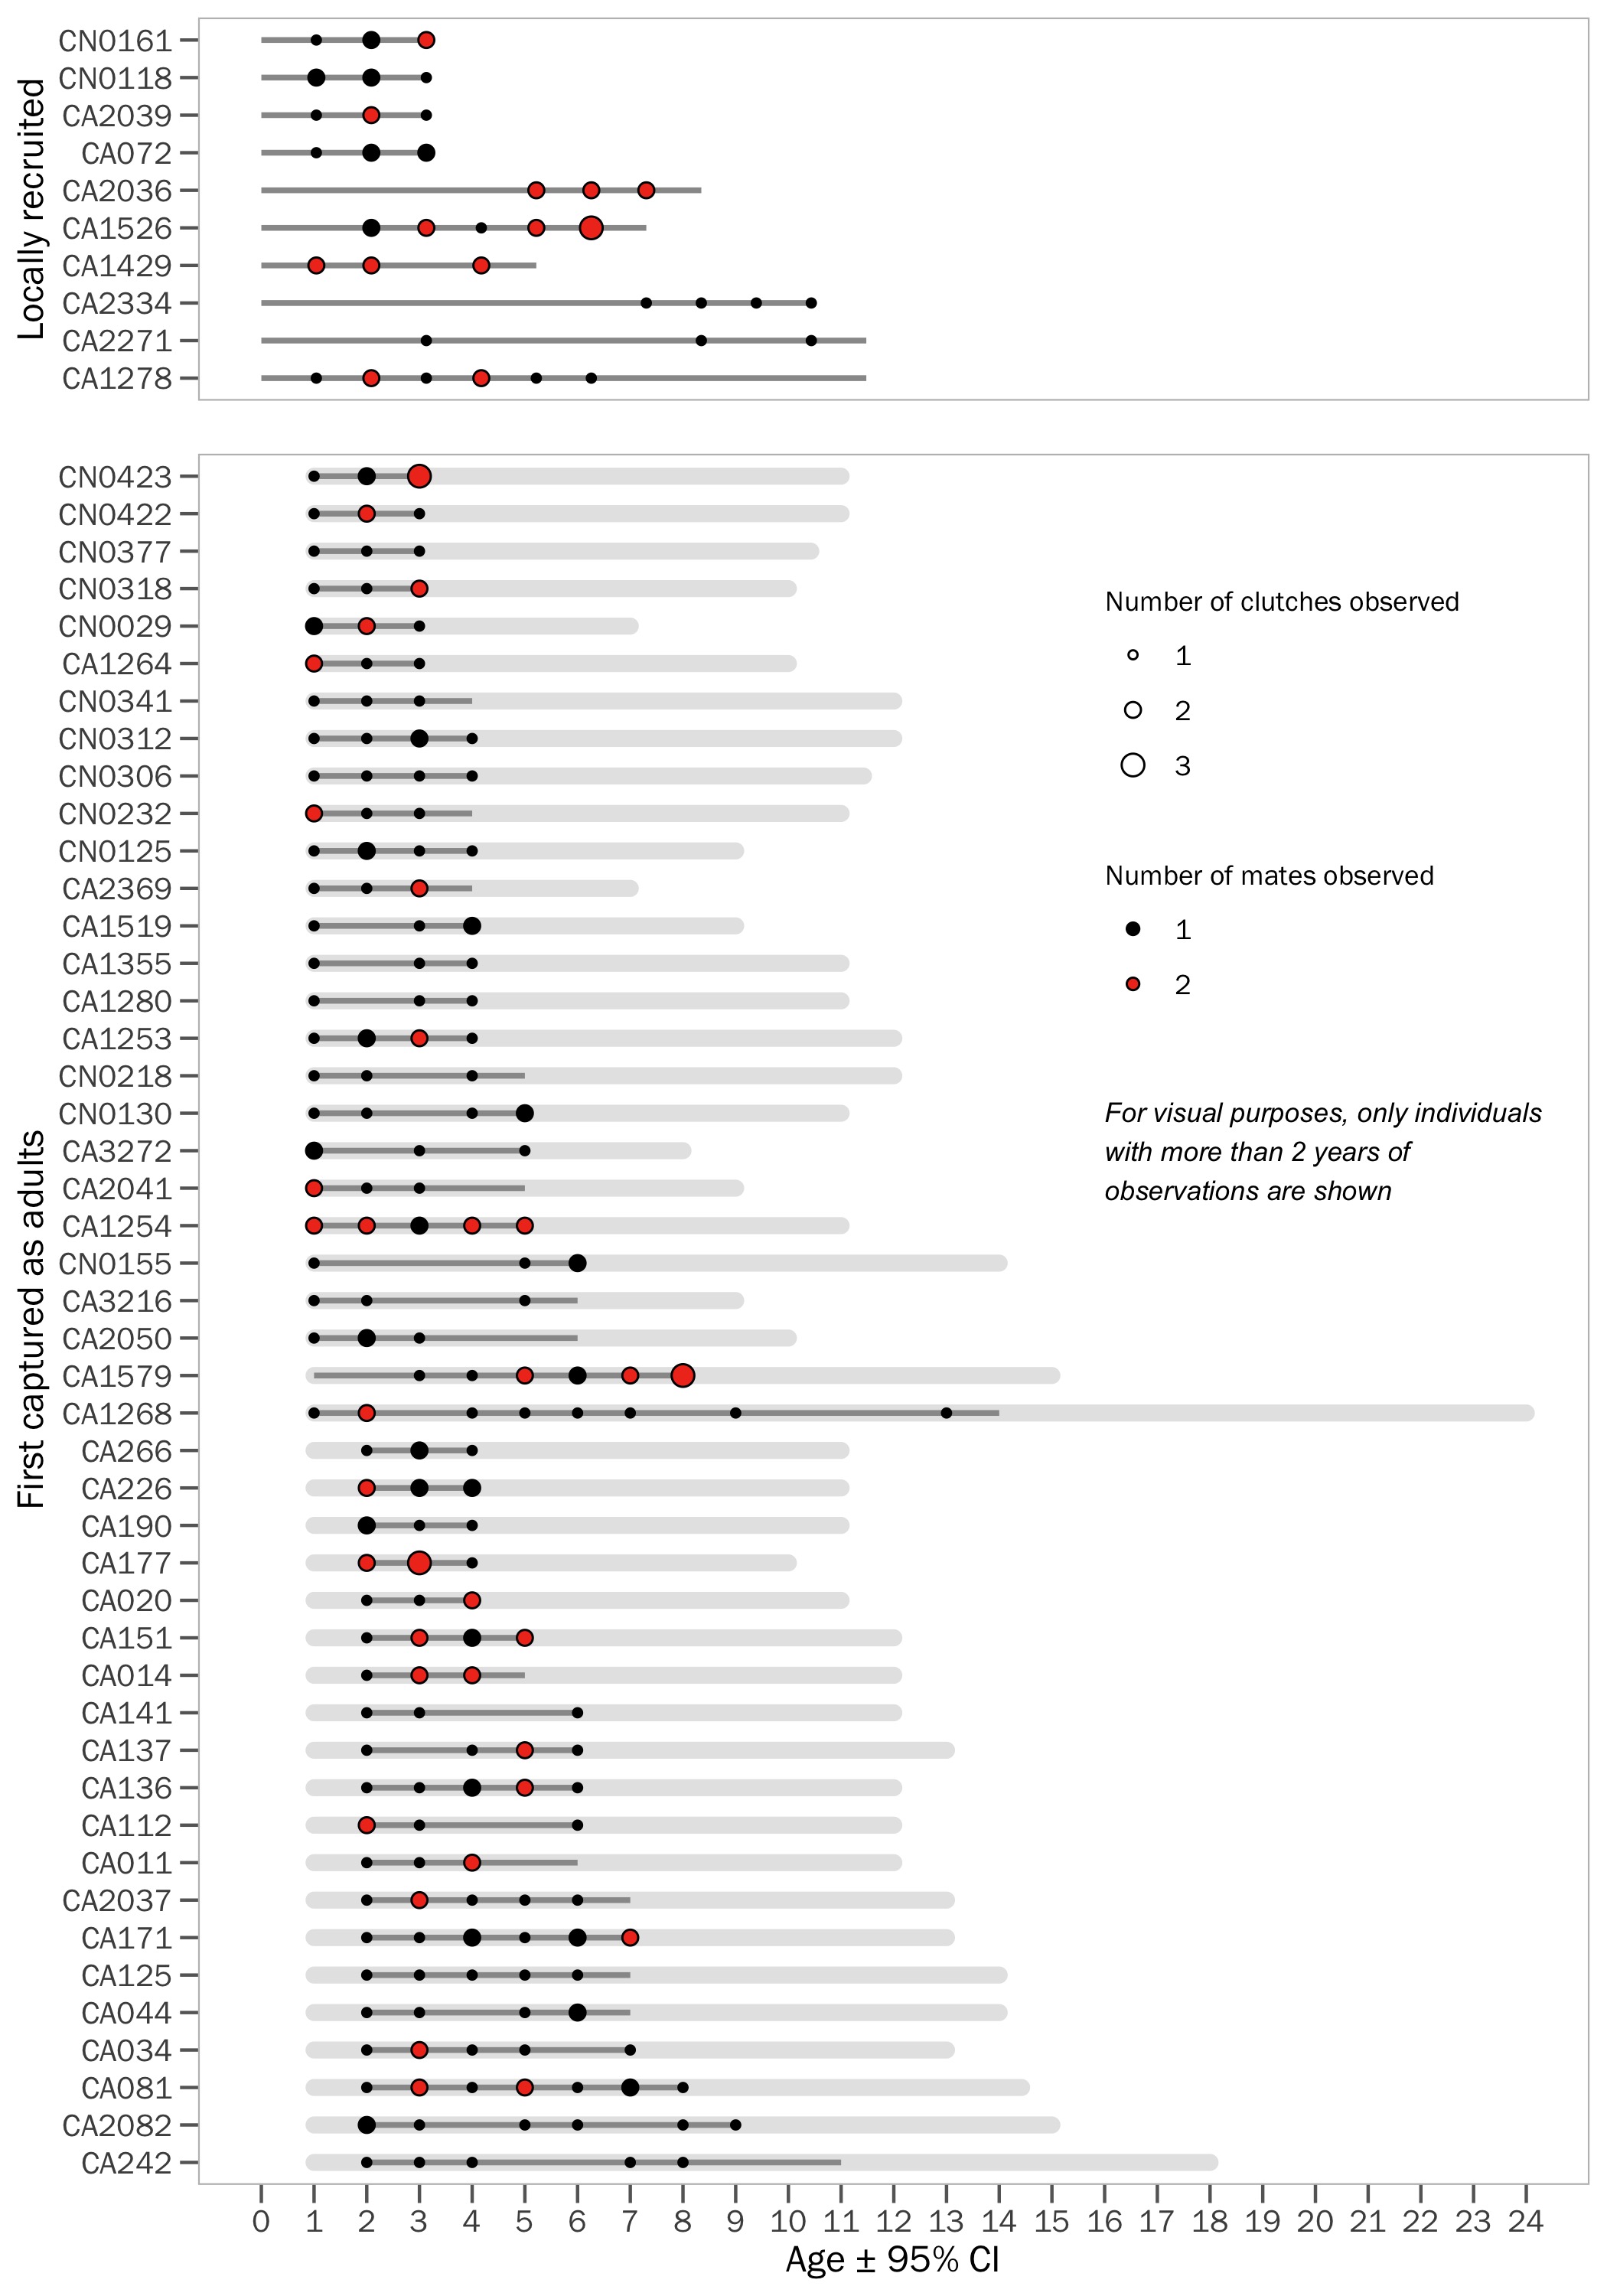 Locally recruited
CN0161
CN0118
CA2039
CA072
CA2036
CA1526
CA1429
CA2334
CA2271
CA1278
First captured as adults
CN0423
CN0422
CN0377
CN0318
CN0029
CA1264
CN0341
CN0312
CN0306
CN0232
CN0125
CA2369
CA1519
CA1355
CA1280
CA1253
CN0218
CN0130
CA3272
CA2041
CA1254
CN0155
CA3216
CA2050
CA1579
CA1268
CA266
CA226
CA190
CA177
CA020
CA151
CA014
CA141
CA137
CA136
CA112
CA011
CA2037
CA171
CA125
CA044
CA034
CA081
CA2082
CA242
Number of clutches observed
1
2
3
Number of mates observed
1
2
For visual purposes, only individuals
with more than 2 years of
observations are shown
0 1 2 3 4 5 6 7 8 9 10 11 12 13 14 15 16 17 18 19 20 21 22 23 24
Age ± 95% CI